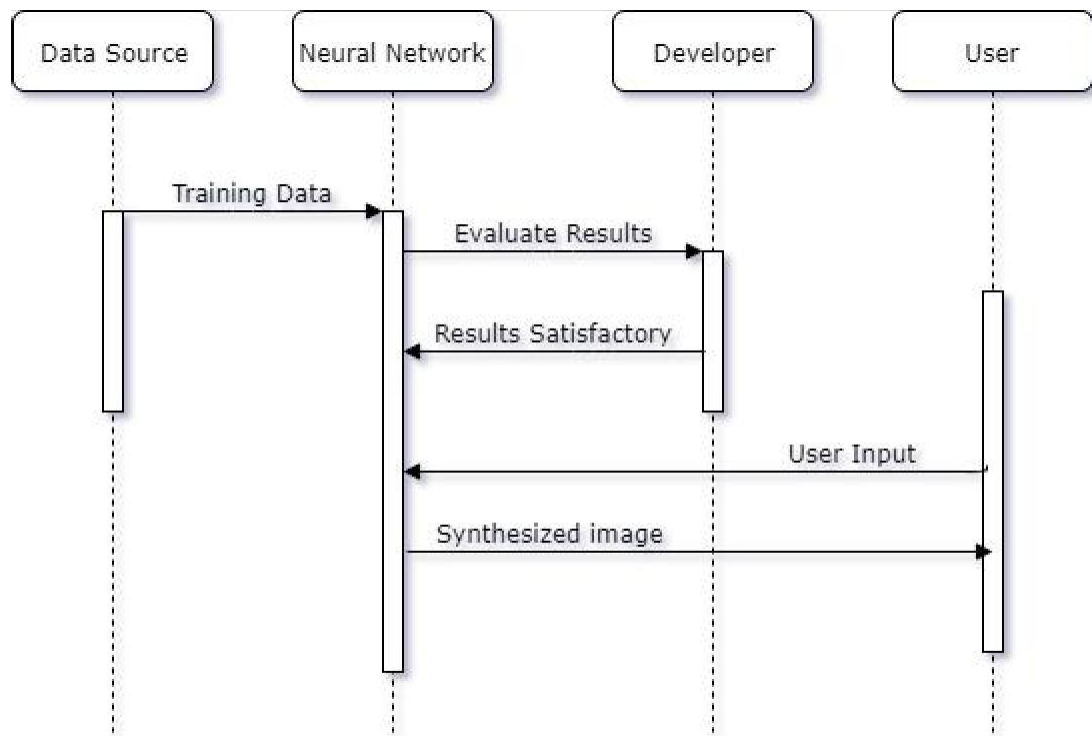 Data Source
Neural Network
Developer
User
Training Data
Evaluate Results
Results Satisfactory
User Input
Synthesized image